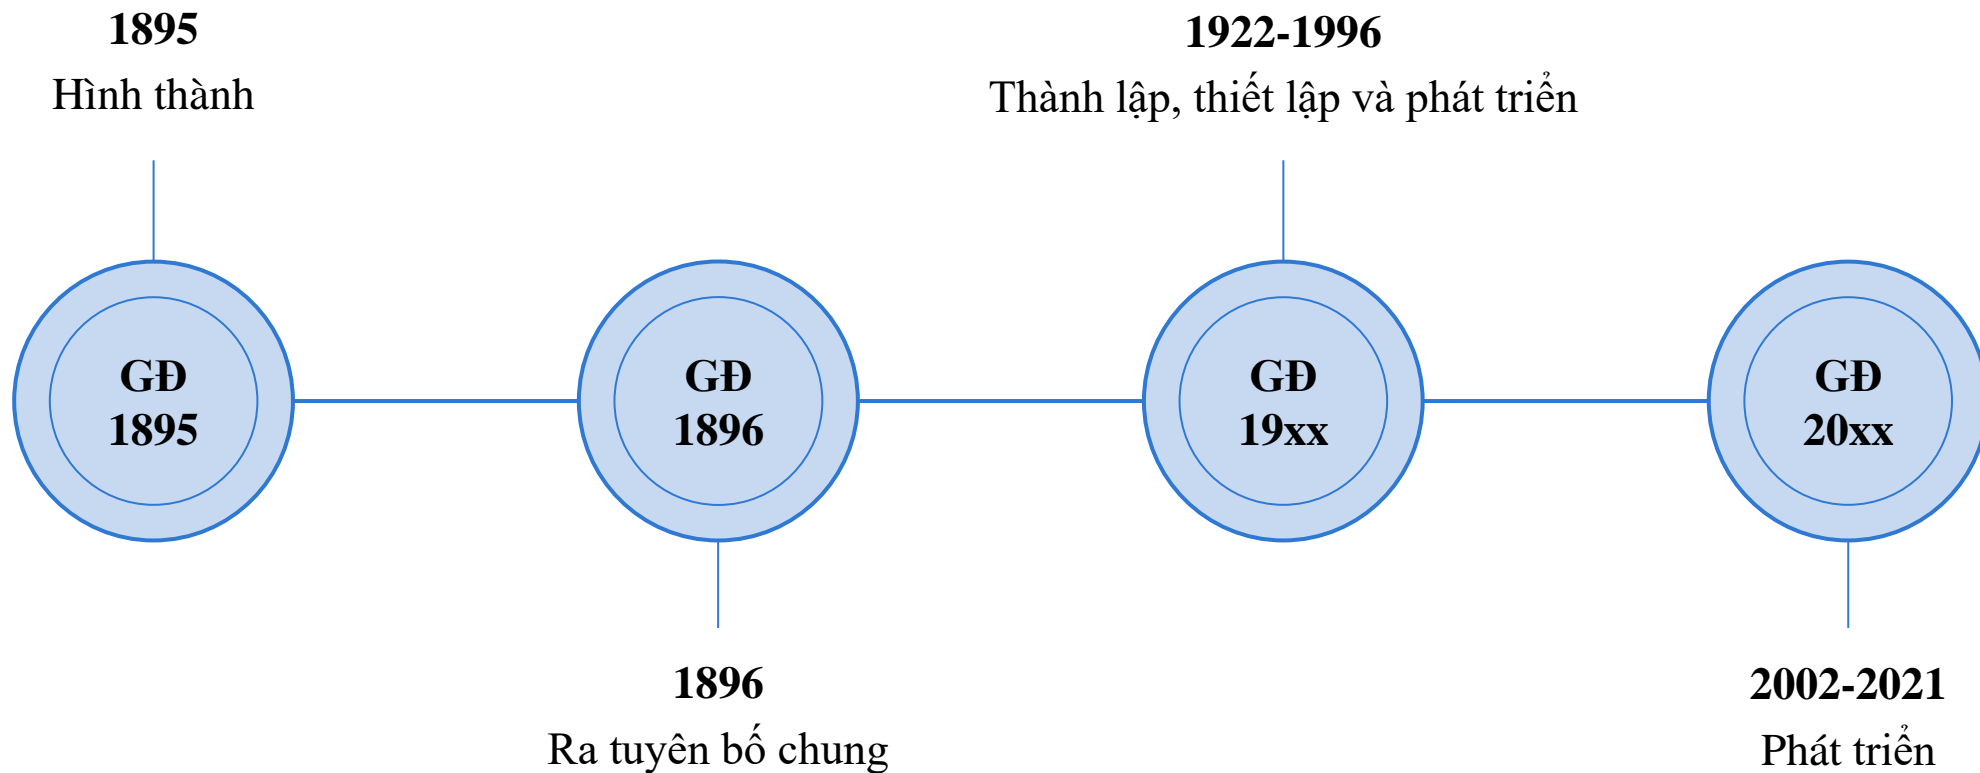 1895
Hình thành
1922-1996
Thành lập, thiết lập và phát triển
GĐ
1895
GĐ
1896
GĐ
19xx
GĐ
20xx
1896
Ra tuyên bố chung
2002-2021
Phát triển